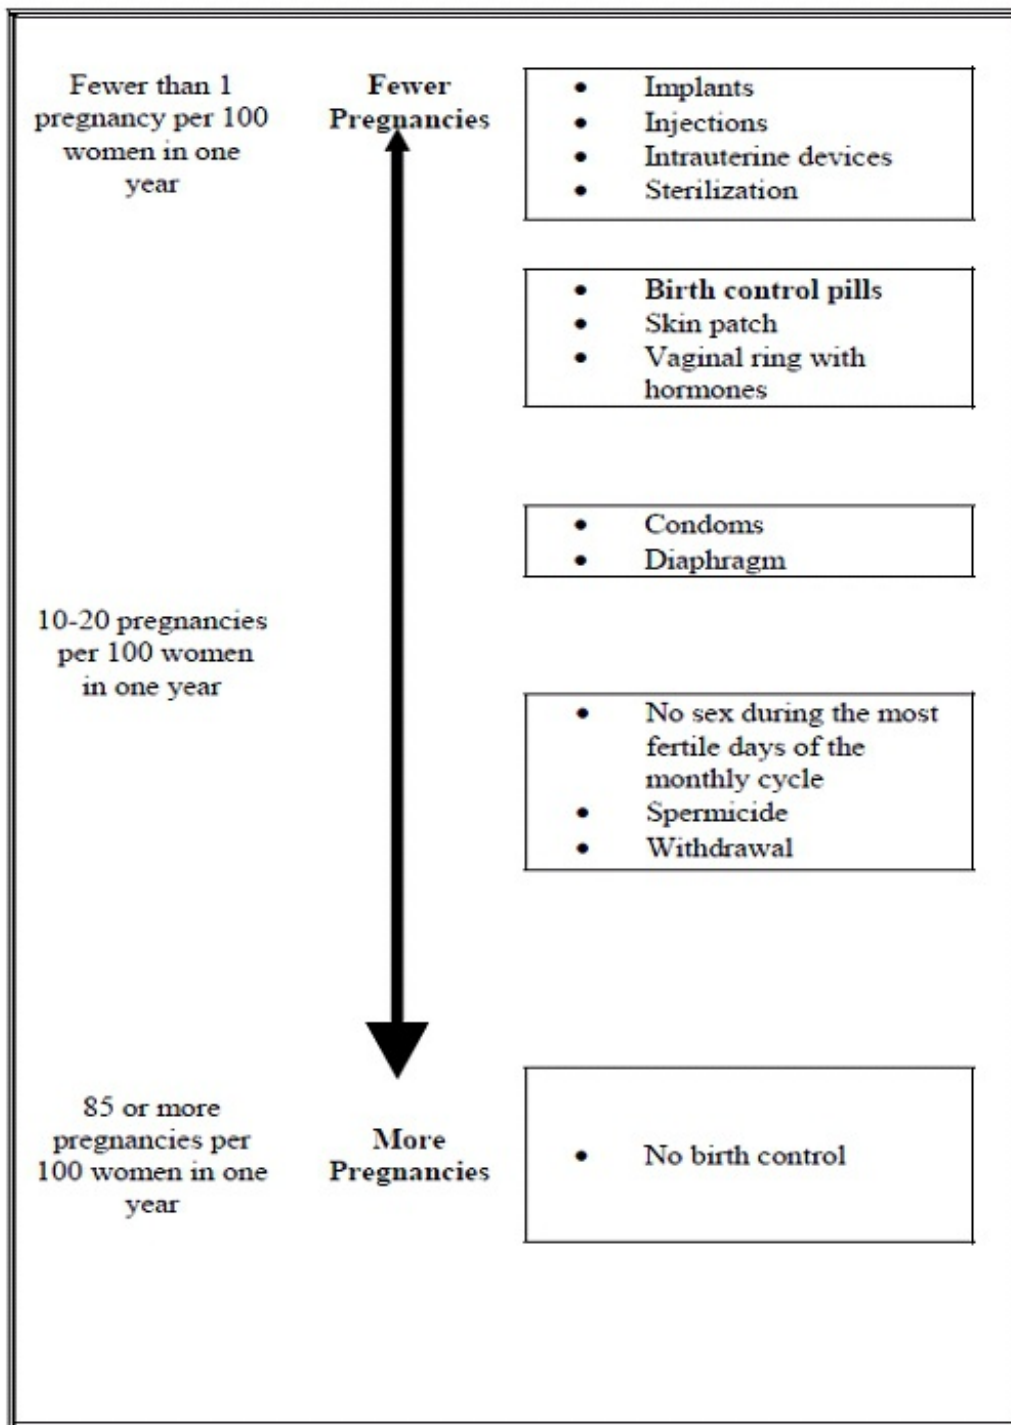 Fewer than 1
pregnancy per 100
women in one
year
Fewer
Pregnancies
• Implants
• Injections
• Intrauterine devices
• Sterilization
• Birth control pills
• Skin patch
• Vaginal ring with
hormones
• Condoms
• Diaphragm
10-20 pregnancies
per 100 women
in one year
• No sex during the most
fertile days of the
monthly cycle
• Spermicide
• Withdrawal
85 or more
pregnancies per
100 women in one
year
More
Pregnancies
• No birth control